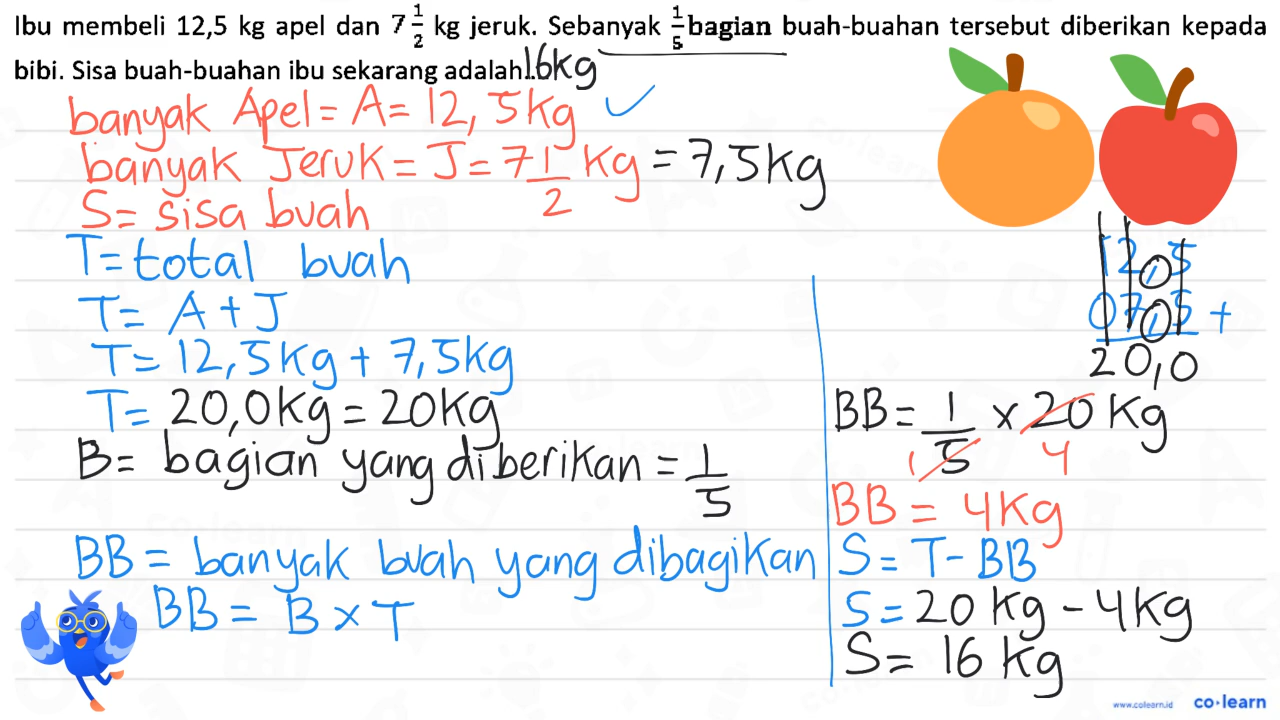 Ibu membeli 12,5 kg apel dan 7 1/2 kg jeruk. Sebanyak 1/5 bagian buah-buahan tersebut diberikan kepada
bibi. Sisa buah-buahan ibu sekarang adalah... 16kg
banyak Apel = A = 12,5kg ✓
banyak Jeruk = J = 7 1/2 Kg = 7,5Kg
S = sisa buah
T = total buah
T = A + J
T = 12,5Kg + 7,5kg
T = 20,0Kg = 20Kg
B = bagian yang diberikan = 1/5
BB = banyak buah yang dibagikan
BB = B × T
12,5
07,5 +
20,0
BB = 1/5 × 20 Kg
1 4
BB = 4Kg
S = T - BB
S = 20 Kg - 4Kg
S = 16 Kg
www.colearn.id co·learn